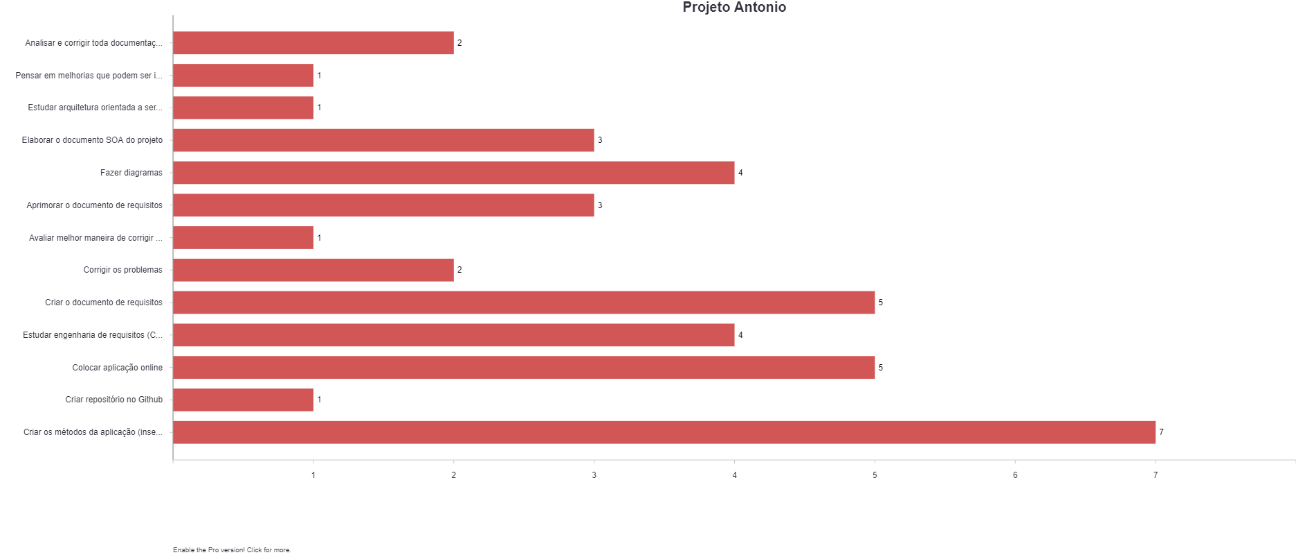 Projeto Antonio
Analisar e corrigir toda documentaç... 2
Pensar em melhorias que podem ser i... 1
Estudar arquitetura orientada a ser... 1
Elaborar o documento SOA do projeto 3
Fazer diagramas 4
Aprimorar o documento de requisitos 3
Avaliar melhor maneira de corrigir ... 1
Corrigir os problemas 2
Criar o documento de requisitos 5
Estudar engenharia de requisitos (C... 4
Colocar aplicação online 5
Criar repositório no Github 1
Criar os métodos da aplicação (inse... 7
1 2 3 4 5 6 7
Enable the Pro version! Click for more.